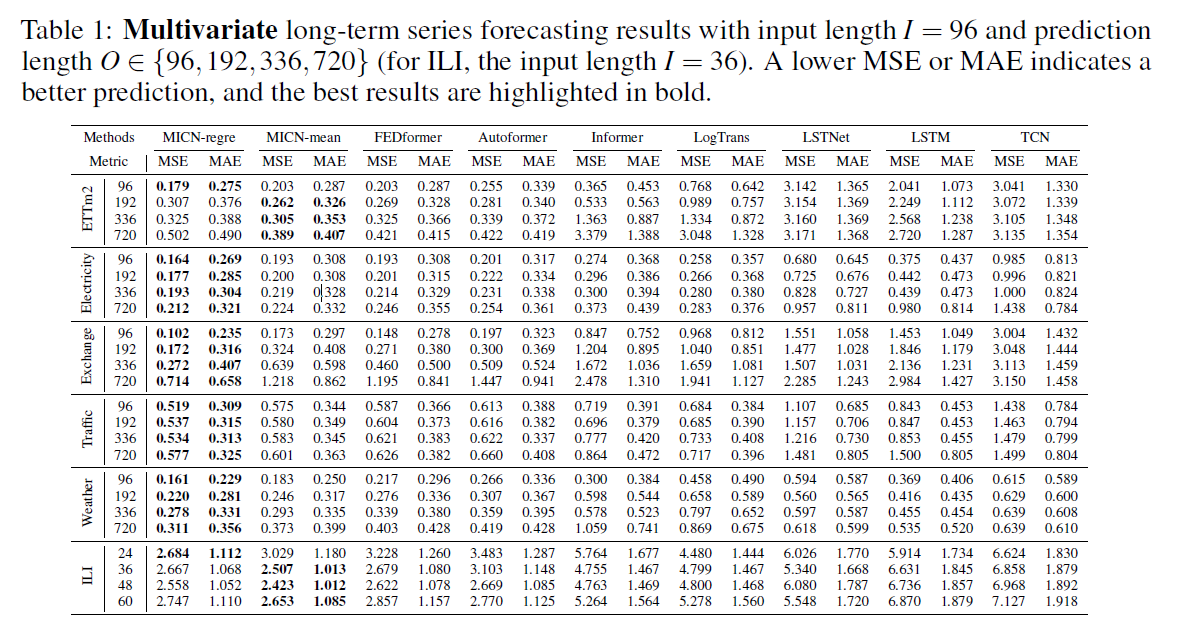 Table 1: Multivariate long-term series forecasting results with input length I = 96 and prediction
length O ∈ {96, 192, 336, 720} (for ILI, the input length I = 36). A lower MSE or MAE indicates a
better prediction, and the best results are highlighted in bold.
Methods MICN-regre MICN-mean FEDformer Autoformer Informer LogTrans LSTNet LSTM TCN
Metric MSE MAE MSE MAE MSE MAE MSE MAE MSE MAE MSE MAE MSE MAE MSE MAE MSE MAE
ETTm2
96 0.179 0.275 0.203 0.287 0.203 0.287 0.255 0.339 0.365 0.453 0.768 0.642 3.142 1.365 2.041 1.073 3.041 1.330
192 0.307 0.376 0.262 0.326 0.269 0.328 0.281 0.340 0.533 0.563 0.989 0.757 3.154 1.369 2.249 1.112 3.072 1.339
336 0.325 0.388 0.305 0.353 0.325 0.366 0.339 0.372 1.363 0.887 1.334 0.872 3.160 1.369 2.568 1.238 3.105 1.348
720 0.502 0.490 0.389 0.407 0.421 0.415 0.422 0.419 3.379 1.388 3.048 1.328 3.171 1.368 2.720 1.287 3.135 1.354
Electricity
96 0.164 0.269 0.193 0.308 0.193 0.308 0.201 0.317 0.274 0.368 0.258 0.357 0.680 0.645 0.375 0.437 0.985 0.813
192 0.177 0.285 0.200 0.308 0.201 0.315 0.222 0.334 0.296 0.386 0.266 0.368 0.725 0.676 0.442 0.473 0.996 0.821
336 0.193 0.304 0.219 0.328 0.214 0.329 0.231 0.338 0.300 0.394 0.280 0.380 0.828 0.727 0.439 0.473 1.000 0.824
720 0.212 0.321 0.224 0.332 0.246 0.355 0.254 0.361 0.373 0.439 0.283 0.376 0.957 0.811 0.980 0.814 1.438 0.784
Exchange
96 0.102 0.235 0.173 0.297 0.148 0.278 0.197 0.323 0.847 0.752 0.968 0.812 1.551 1.058 1.453 1.049 3.004 1.432
192 0.172 0.316 0.324 0.408 0.271 0.380 0.300 0.369 1.204 0.895 1.040 0.851 1.477 1.028 1.846 1.179 3.048 1.444
336 0.272 0.407 0.639 0.598 0.460 0.500 0.509 0.524 1.672 1.036 1.659 1.081 1.507 1.031 2.136 1.231 3.113 1.459
720 0.714 0.658 1.218 0.862 1.195 0.841 1.447 0.941 2.478 1.310 1.941 1.127 2.285 1.243 2.984 1.427 3.150 1.458
Traffic
96 0.519 0.309 0.575 0.344 0.587 0.366 0.613 0.388 0.719 0.391 0.684 0.384 1.107 0.685 0.843 0.453 1.438 0.784
192 0.537 0.315 0.580 0.349 0.604 0.373 0.616 0.382 0.696 0.379 0.685 0.390 1.157 0.706 0.847 0.453 1.463 0.794
336 0.534 0.313 0.583 0.345 0.621 0.383 0.622 0.337 0.777 0.420 0.733 0.408 1.216 0.730 0.853 0.455 1.479 0.799
720 0.577 0.325 0.601 0.363 0.626 0.382 0.660 0.408 0.864 0.472 0.717 0.396 1.481 0.805 1.500 0.805 1.499 0.804
Weather
96 0.161 0.229 0.183 0.250 0.217 0.296 0.266 0.336 0.300 0.384 0.458 0.490 0.594 0.587 0.369 0.406 0.615 0.589
192 0.220 0.281 0.246 0.317 0.276 0.336 0.307 0.367 0.598 0.544 0.658 0.589 0.560 0.565 0.416 0.435 0.629 0.600
336 0.278 0.331 0.293 0.335 0.339 0.380 0.359 0.395 0.578 0.523 0.797 0.652 0.597 0.587 0.455 0.454 0.639 0.608
720 0.311 0.356 0.373 0.399 0.403 0.428 0.419 0.428 1.059 0.741 0.869 0.675 0.618 0.599 0.535 0.520 0.639 0.610
ILI
24 2.684 1.112 3.029 1.180 3.228 1.260 3.483 1.287 5.764 1.677 4.480 1.444 6.026 1.770 5.914 1.734 6.624 1.830
36 2.667 1.068 2.507 1.013 2.679 1.080 3.103 1.148 4.755 1.467 4.799 1.467 5.340 1.668 6.631 1.845 6.858 1.879
48 2.558 1.052 2.423 1.012 2.622 1.078 2.669 1.085 4.763 1.469 4.800 1.468 6.080 1.787 6.736 1.857 6.968 1.892
60 2.747 1.110 2.653 1.085 2.857 1.157 2.770 1.125 5.264 1.564 5.278 1.560 5.548 1.720 6.870 1.879 7.127 1.918